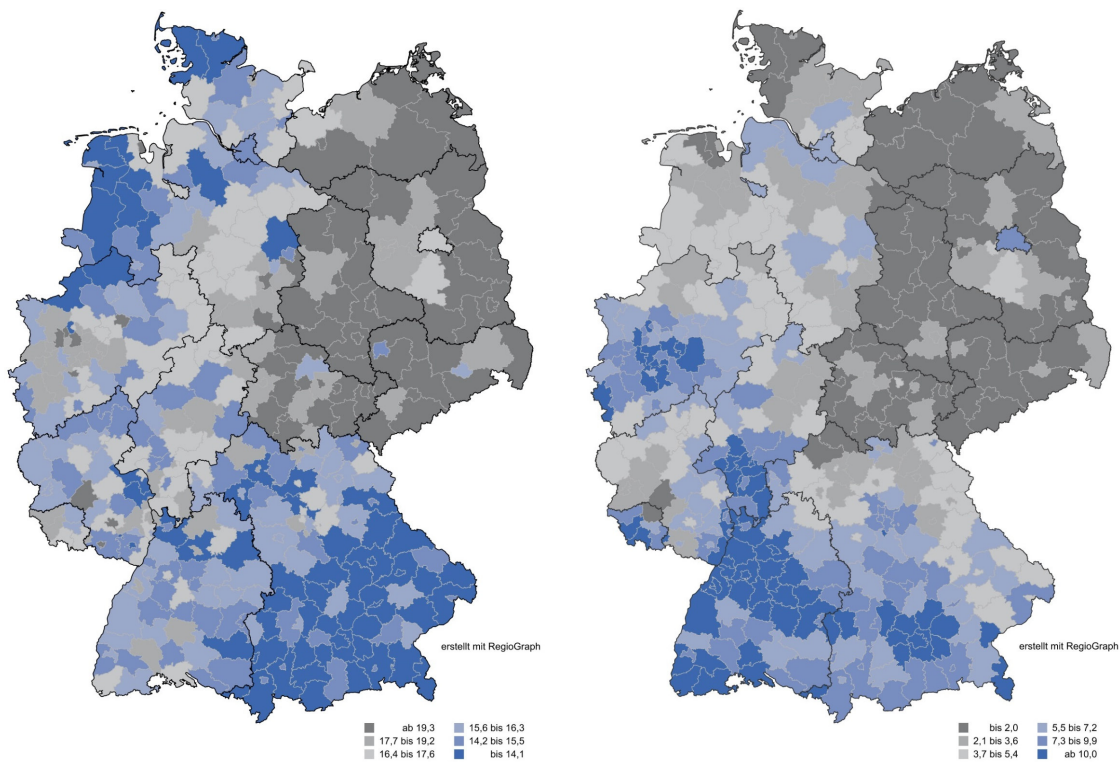 erstellt mit RegioGraph
ab 19,3
17,7 bis 19,2
16,4 bis 17,6
15,6 bis 16,3
14,2 bis 15,5
bis 14,1
erstellt mit RegioGraph
bis 2,0
2,1 bis 3,6
3,7 bis 5,4
5,5 bis 7,2
7,3 bis 9,9
ab 10,0